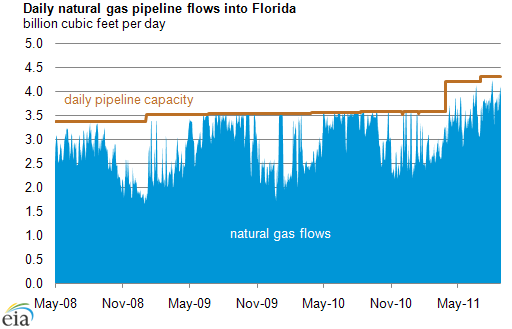 Daily natural gas pipeline flows into Florida
billion cubic feet per day
5.0
4.5
4.0
3.5
3.0
2.5
2.0
1.5
1.0
0.5
0.0
daily pipeline capacity
natural gas flows
May-08 Nov-08 May-09 Nov-09 May-10 Nov-10 May-11
eia